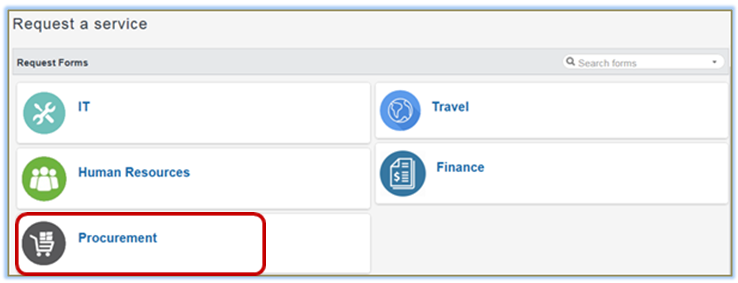 Request a service
Request Forms
Search forms
IT
Travel
Human Resources
Finance
Procurement